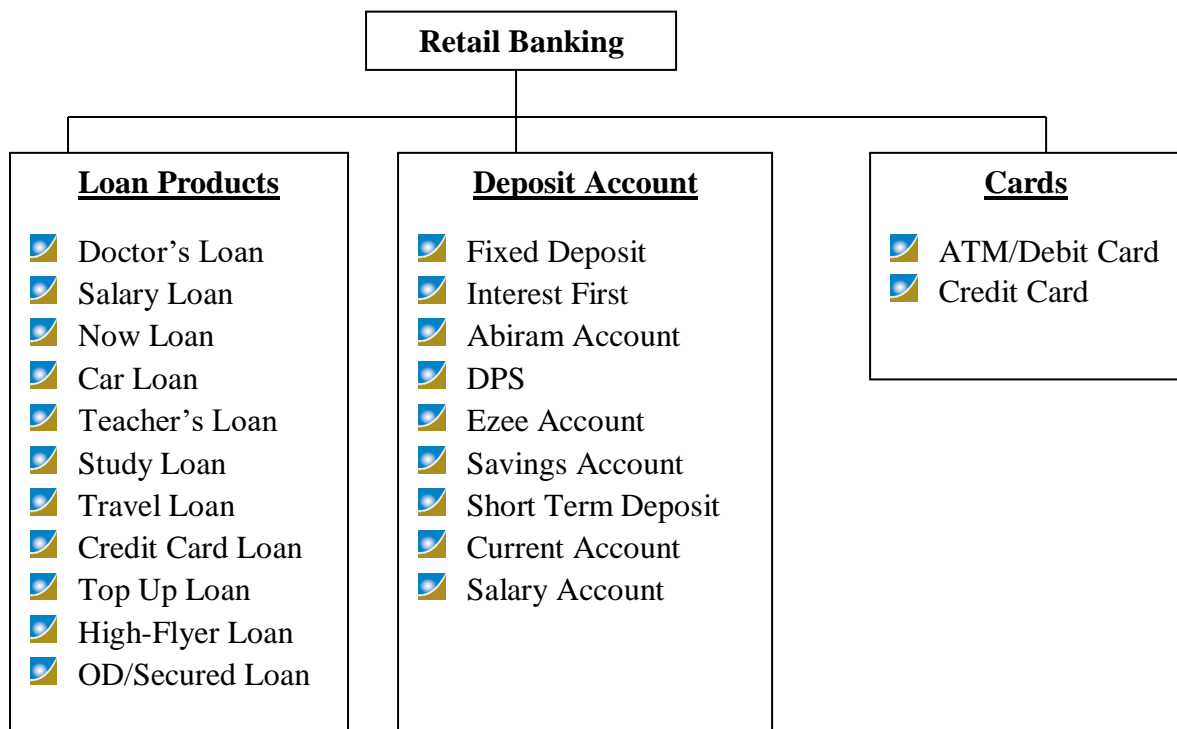 Retail Banking
Loan Products
Doctor’s Loan
Salary Loan
Now Loan
Car Loan
Teacher’s Loan
Study Loan
Travel Loan
Credit Card Loan
Top Up Loan
High-Flyer Loan
OD/Secured Loan
Deposit Account
Fixed Deposit
Interest First
Abiram Account
DPS
Ezee Account
Savings Account
Short Term Deposit
Current Account
Salary Account
Cards
ATM/Debit Card
Credit Card